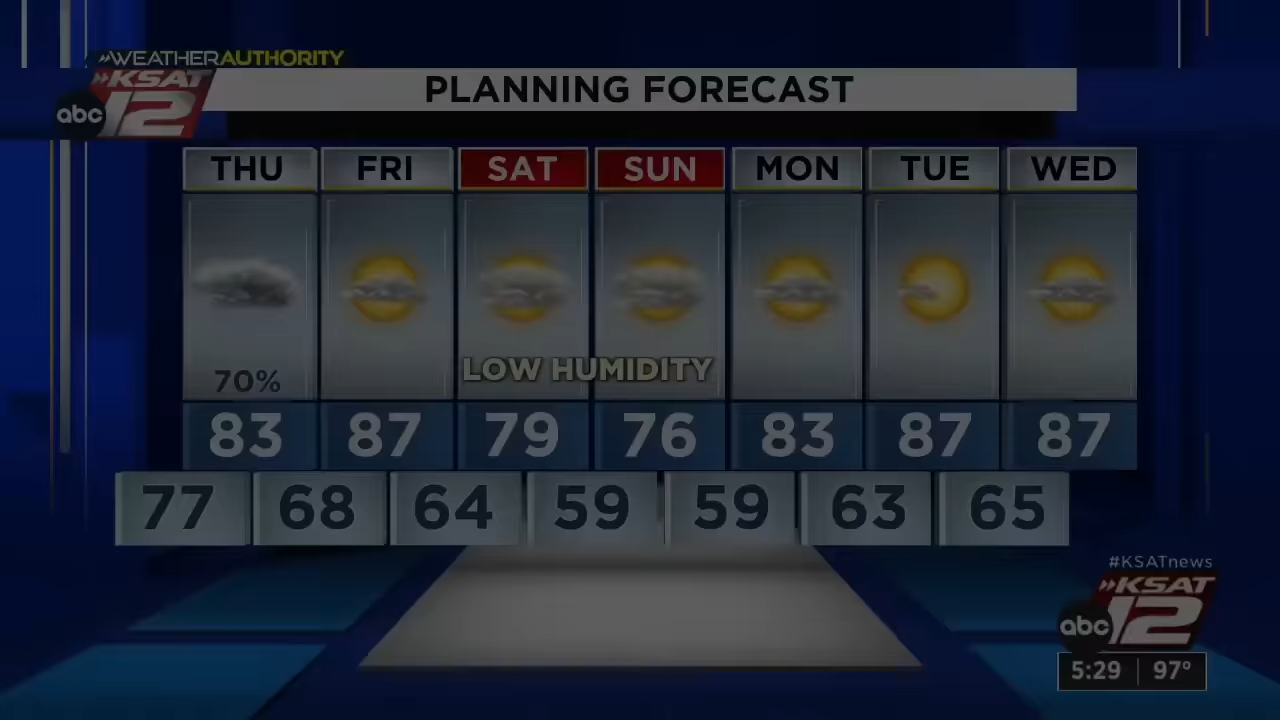 WEATHERAUTHORITY
KSAT
abc 12
PLANNING FORECAST
THU FRI SAT SUN MON TUE WED
70% LOW HUMIDITY
83 87 79 76 83 87 87
77 68 64 59 59 63 65
#KSATnews
KSAT
abc 12
5:29 97°